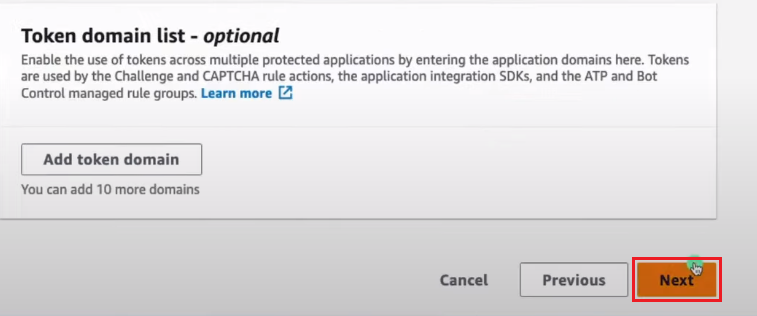 Token domain list - optional
Enable the use of tokens across multiple protected applications by entering the application domains here. Tokens
are used by the Challenge and CAPTCHA rule actions, the application integration SDKs, and the ATP and Bot
Control managed rule groups. Learn more
Add token domain
You can add 10 more domains
Cancel Previous Next